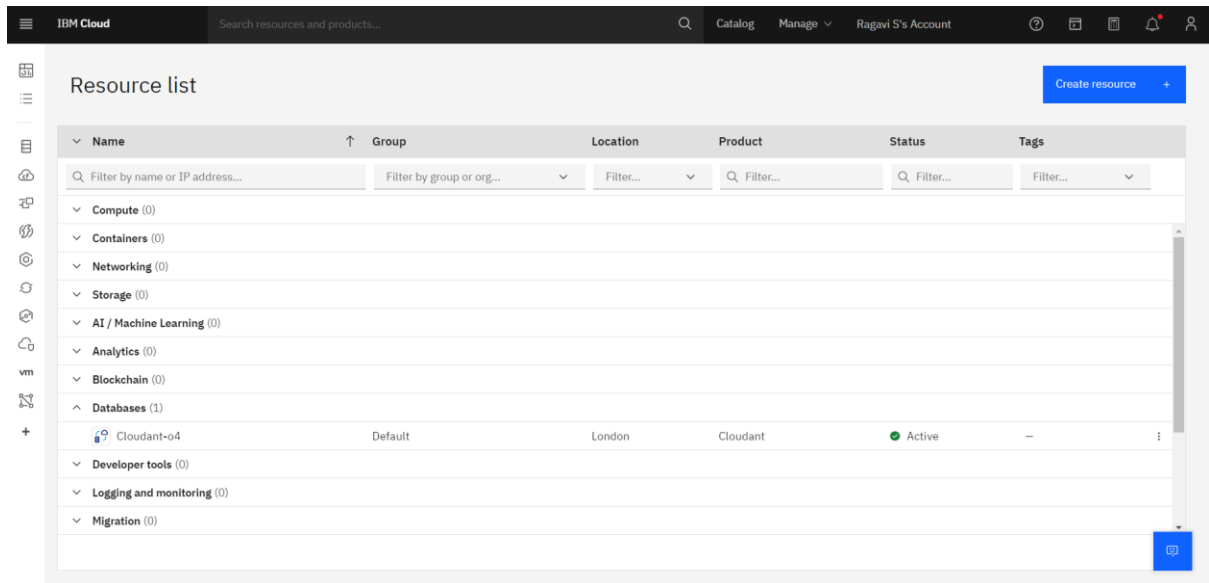 IBM Cloud Search resources and products... Catalog Manage Ragavi S's Account
Resource list
Create resource +
Name Group Location Product Status Tags
Filter by name or IP address... Filter by group or org... Filter... Filter... Filter... Filter...
Compute (0)
Containers (0)
Networking (0)
Storage (0)
AI / Machine Learning (0)
Analytics (0)
vm
Blockchain (0)
Databases (1)
Cloudant-o4 Default London Cloudant Active –
Developer tools (0)
Logging and monitoring (0)
Migration (0)